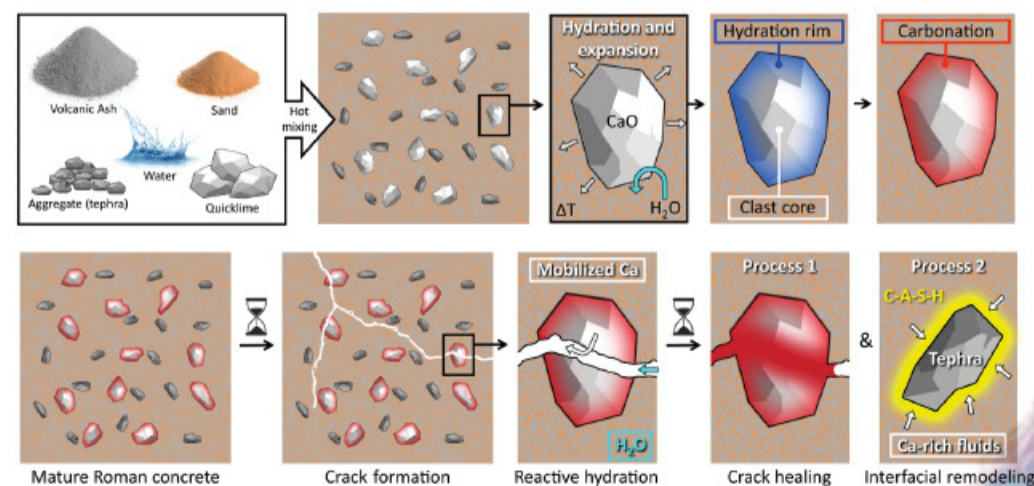 Volcanic Ash
Sand
Water
Aggregate (tephra)
Quicklime
Hot
mixing
Hydration and
expansion
CaO
ΔT
H₂O
Hydration rim
Clast core
Carbonation
Mobilized Ca
H₂O
Process 1
&
Process 2
C-A-S-H
Tephra
Ca-rich fluids
Mature Roman concrete
Crack formation
Reactive hydration
Crack healing
Interfacial remodeling